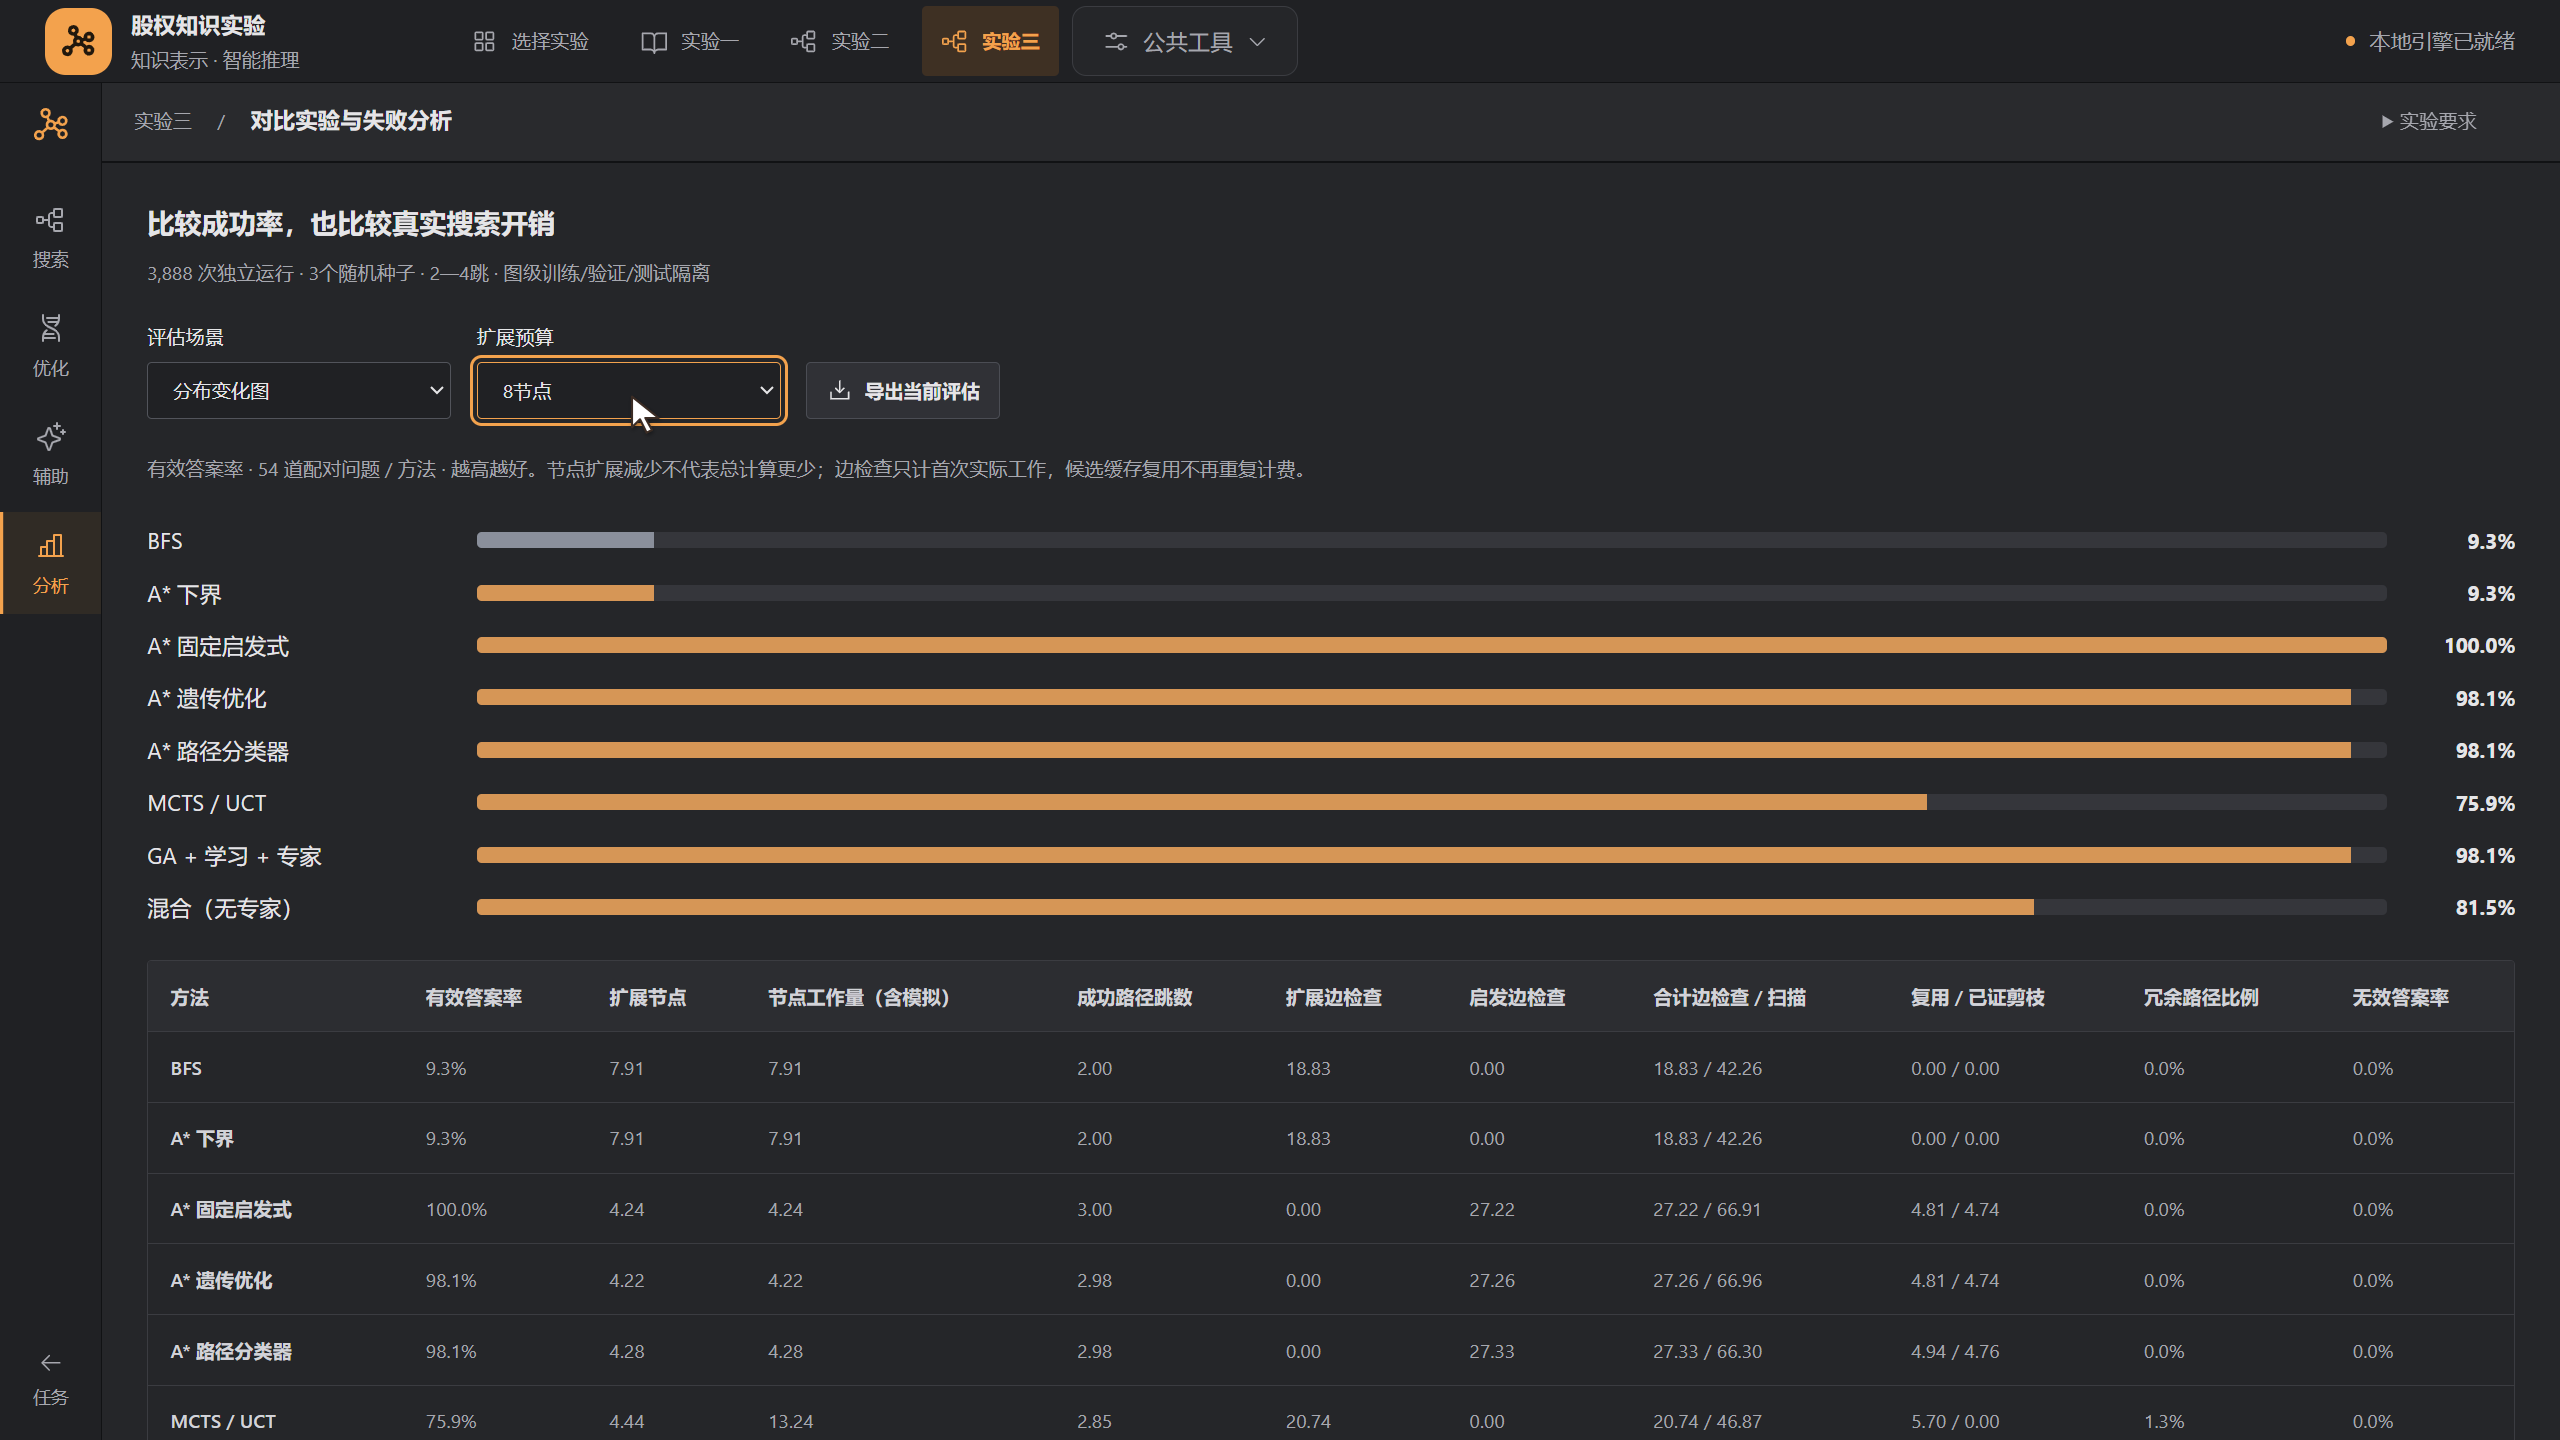 股权知识实验
知识表示 · 智能推理
选择实验
实验一
实验二
实验三
公共工具
本地引擎已就绪
实验三 / 对比实验与失败分析
▶ 实验要求
搜索
优化
辅助
分析
任务
比较成功率，也比较真实搜索开销
3,888 次独立运行 · 3个随机种子 · 2—4跳 · 图级训练/验证/测试隔离
评估场景
扩展预算
分布变化图
8节点
导出当前评估
有效答案率 · 54 道配对问题 / 方法 · 越高越好。节点扩展减少不代表总计算更少；边检查只计首次实际工作，候选缓存复用不再重复计费。
BFS 9.3%
A* 下界 9.3%
A* 固定启发式 100.0%
A* 遗传优化 98.1%
A* 路径分类器 98.1%
MCTS / UCT 75.9%
GA + 学习 + 专家 98.1%
混合（无专家） 81.5%
方法 有效答案率 扩展节点 节点工作量（含模拟） 成功路径跳数 扩展边检查 启发边检查 合计边检查 / 扫描 复用 / 已证剪枝 冗余路径比例 无效答案率
BFS 9.3% 7.91 7.91 2.00 18.83 0.00 18.83 / 42.26 0.00 / 0.00 0.0% 0.0%
A* 下界 9.3% 7.91 7.91 2.00 18.83 0.00 18.83 / 42.26 0.00 / 0.00 0.0% 0.0%
A* 固定启发式 100.0% 4.24 4.24 3.00 0.00 27.22 27.22 / 66.91 4.81 / 4.74 0.0% 0.0%
A* 遗传优化 98.1% 4.22 4.22 2.98 0.00 27.26 27.26 / 66.96 4.81 / 4.74 0.0% 0.0%
A* 路径分类器 98.1% 4.28 4.28 2.98 0.00 27.33 27.33 / 66.30 4.94 / 4.76 0.0% 0.0%
MCTS / UCT 75.9% 4.44 13.24 2.85 20.74 0.00 20.74 / 46.87 5.70 / 0.00 1.3% 0.0%